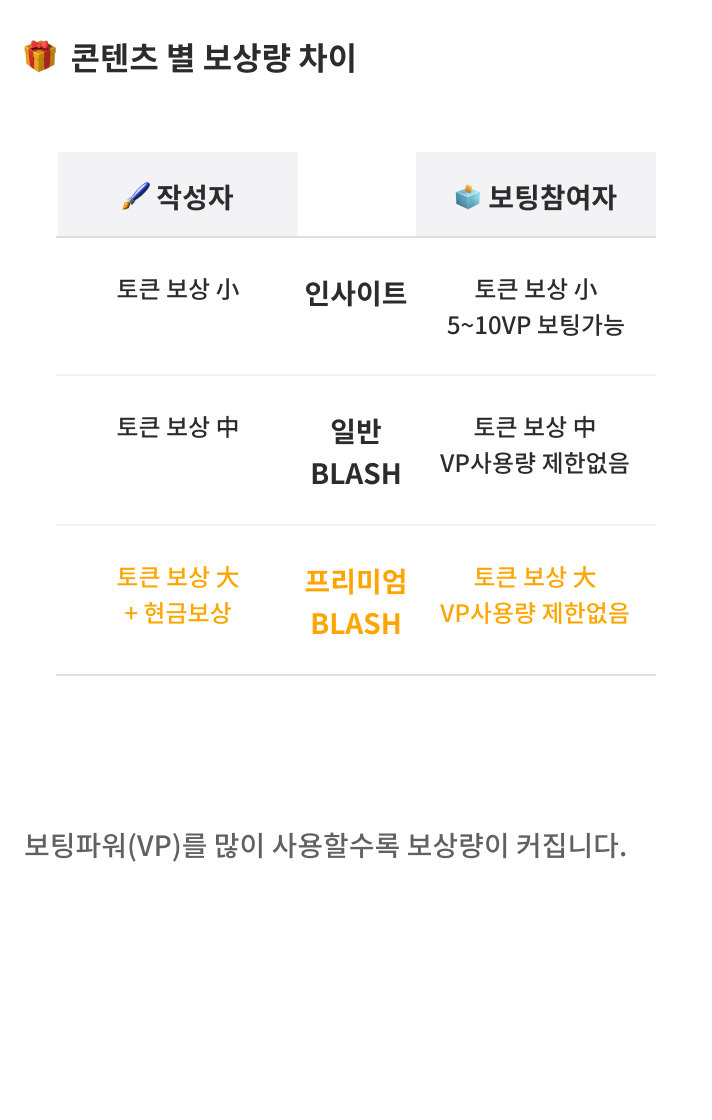 🎁 콘텐츠 별 보상량 차이
🖌️ 작성자
🗳️ 보팅참여자
토큰 보상 小
인사이트
토큰 보상 小
5~10VP 보팅가능
토큰 보상 中
일반
BLASH
토큰 보상 中
VP사용량 제한없음
토큰 보상 大
+ 현금보상
프리미엄
BLASH
토큰 보상 大
VP사용량 제한없음
보팅파워(VP)를 많이 사용할수록 보상량이 커집니다.